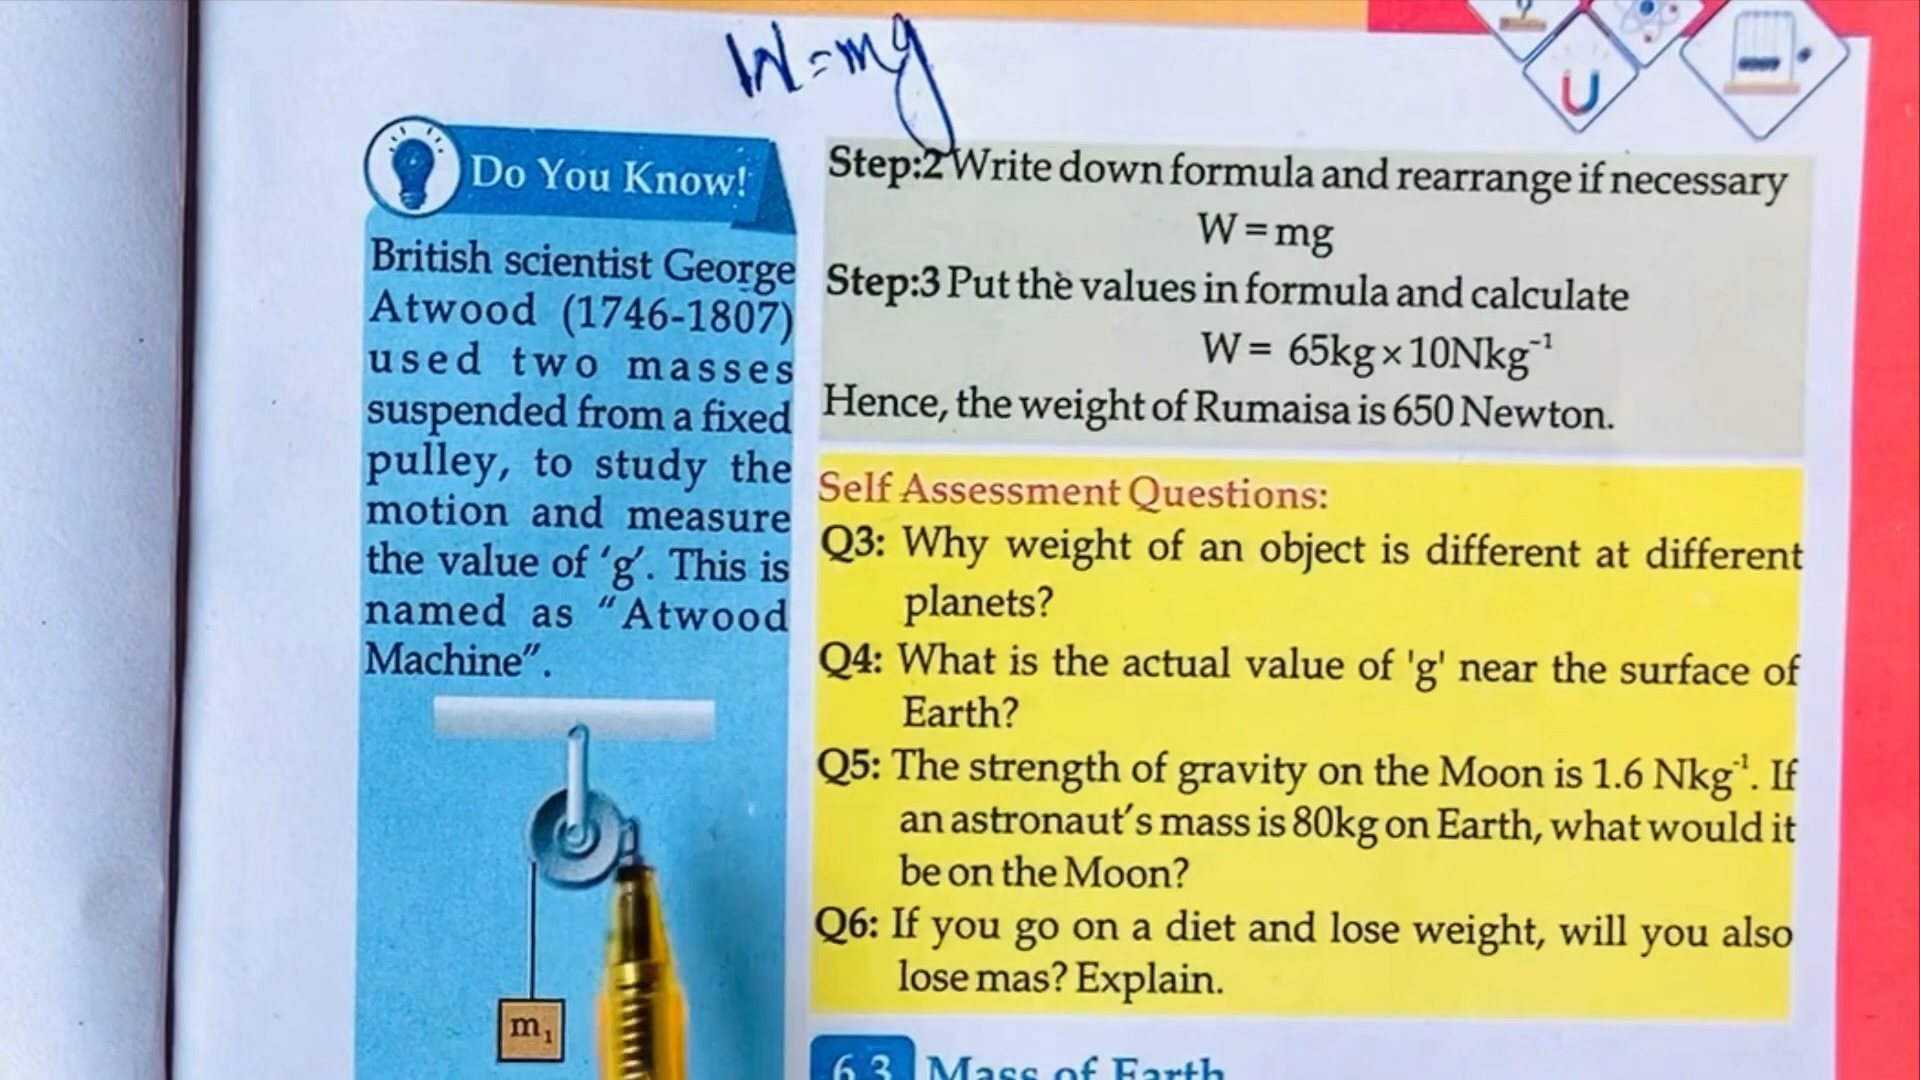 W=mg
Do You Know!
British scientist George
Atwood (1746-1807)
used two masses
suspended from a fixed
pulley, to study the
motion and measure
the value of 'g'. This is
named as "Atwood
Machine".
m₁
Step:2 Write down formula and rearrange if necessary
W = mg
Step:3 Put the values in formula and calculate
W = 65kg × 10Nkg⁻¹
Hence, the weight of Rumaisa is 650 Newton.
Self Assessment Questions:
Q3: Why weight of an object is different at different
planets?
Q4: What is the actual value of 'g' near the surface of
Earth?
Q5: The strength of gravity on the Moon is 1.6 Nkg⁻¹. If
an astronaut's mass is 80kg on Earth, what would it
be on the Moon?
Q6: If you go on a diet and lose weight, will you also
lose mas? Explain.
6.3 Mass of Earth